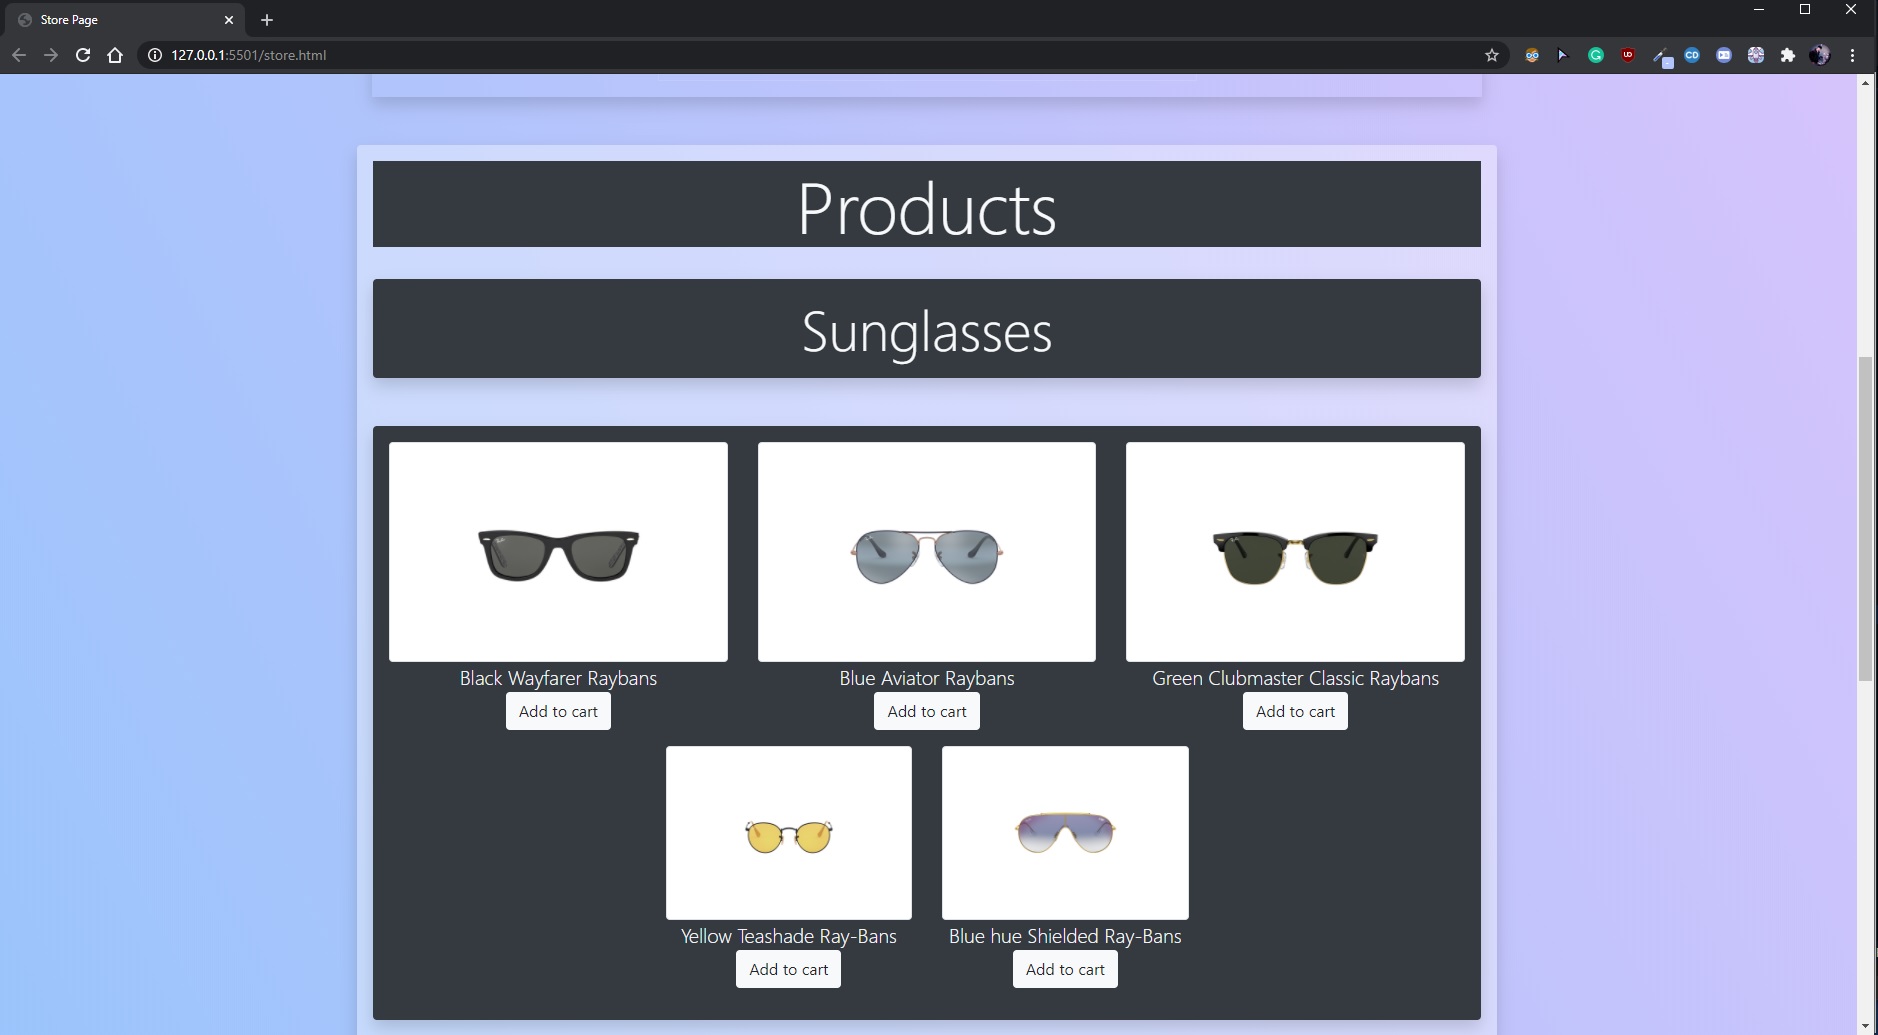 Store Page
127.0.0.1:5501/store.html
Products
Sunglasses
Black Wayfarer Raybans
Blue Aviator Raybans
Green Clubmaster Classic Raybans
Add to cart
Add to cart
Add to cart
Yellow Teashade Ray-Bans
Blue hue Shielded Ray-Bans
Add to cart
Add to cart